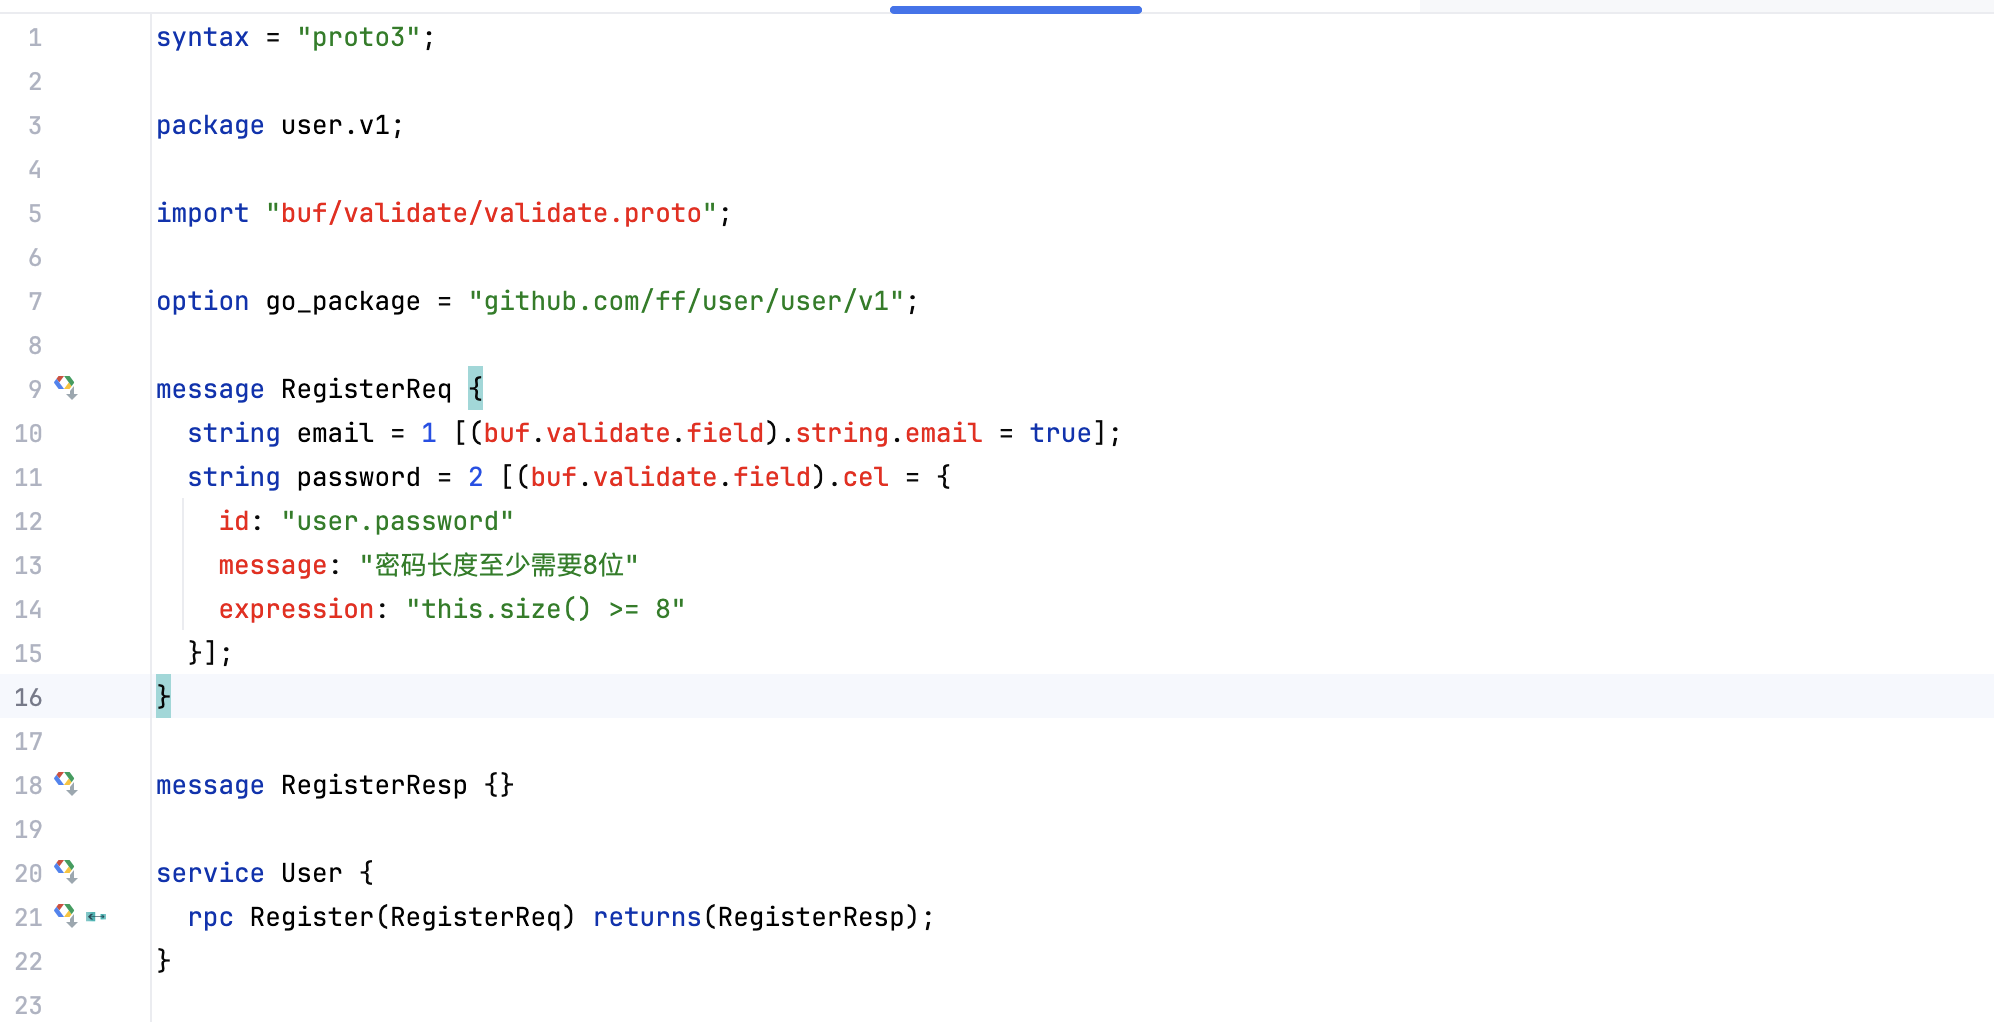 1 syntax = "proto3";
2
3 package user.v1;
4
5 import "buf/validate/validate.proto";
6
7 option go_package = "github.com/ff/user/user/v1";
8
9 message RegisterReq {
10 string email = 1 [(buf.validate.field).string.email = true];
11 string password = 2 [(buf.validate.field).cel = {
12 id: "user.password"
13 message: "密码长度至少需要8位"
14 expression: "this.size() >= 8"
15 }];
16 }
17
18 message RegisterResp {}
19
20 service User {
21 rpc Register(RegisterReq) returns(RegisterResp);
22 }
23